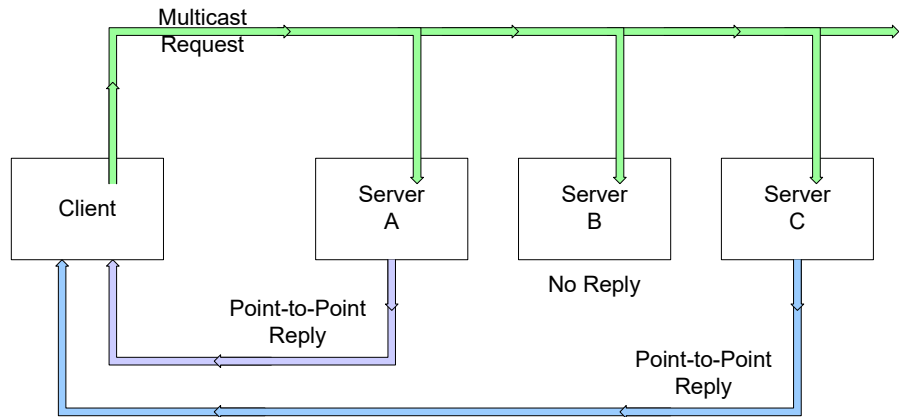 Multicast
Request
Client
Server
A
Server
B
Server
C
No Reply
Point-to-Point
Reply
Point-to-Point
Reply